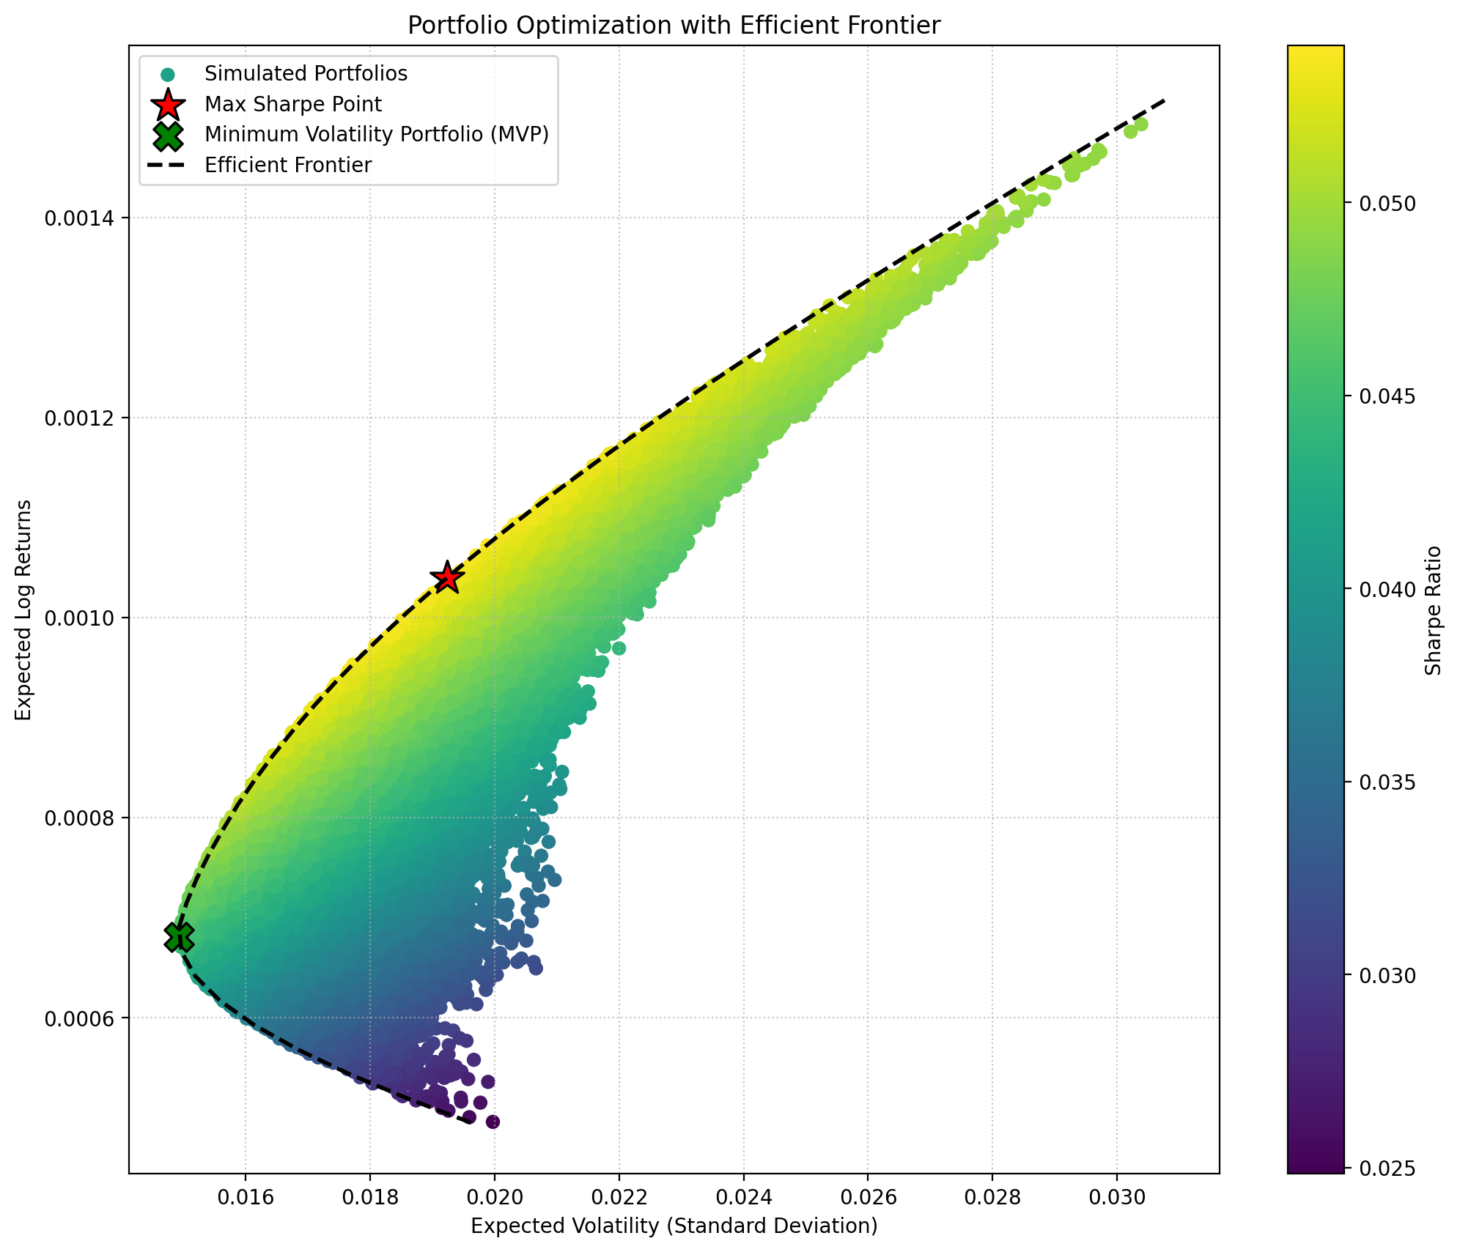 Portfolio Optimization with Efficient Frontier
Simulated Portfolios
Max Sharpe Point
Minimum Volatility Portfolio (MVP)
Efficient Frontier
0.0014
0.0012
0.0010
0.0008
0.0006
Expected Log Returns
0.016
0.018
0.020
0.022
0.024
0.026
0.028
0.030
Expected Volatility (Standard Deviation)
0.050
0.045
0.040
0.035
0.030
0.025
Sharpe Ratio